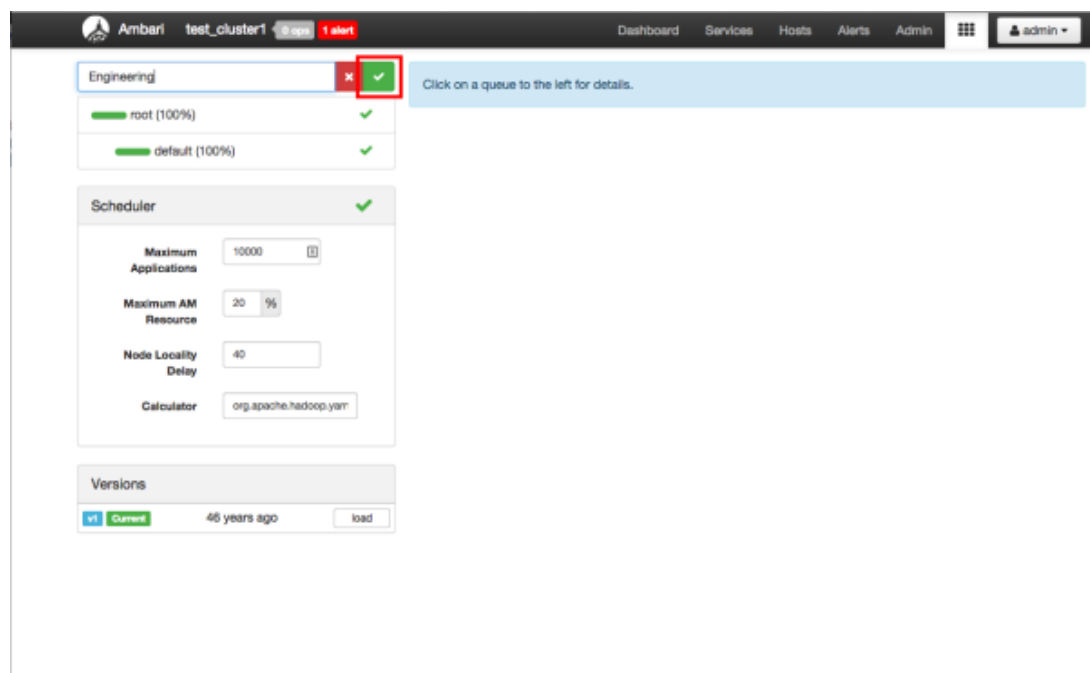 Ambari test_cluster1 0 ops 1 alert Dashboard Services Hosts Alerts Admin admin
Engineering
Click on a queue to the left for details.
root (100%)
default (100%)
Scheduler
Maximum Applications 10000
Maximum AM Resource 20 %
Node Locality Delay 40
Calculator org.apache.hadoop.yarn
Versions
v1 Current 46 years ago load